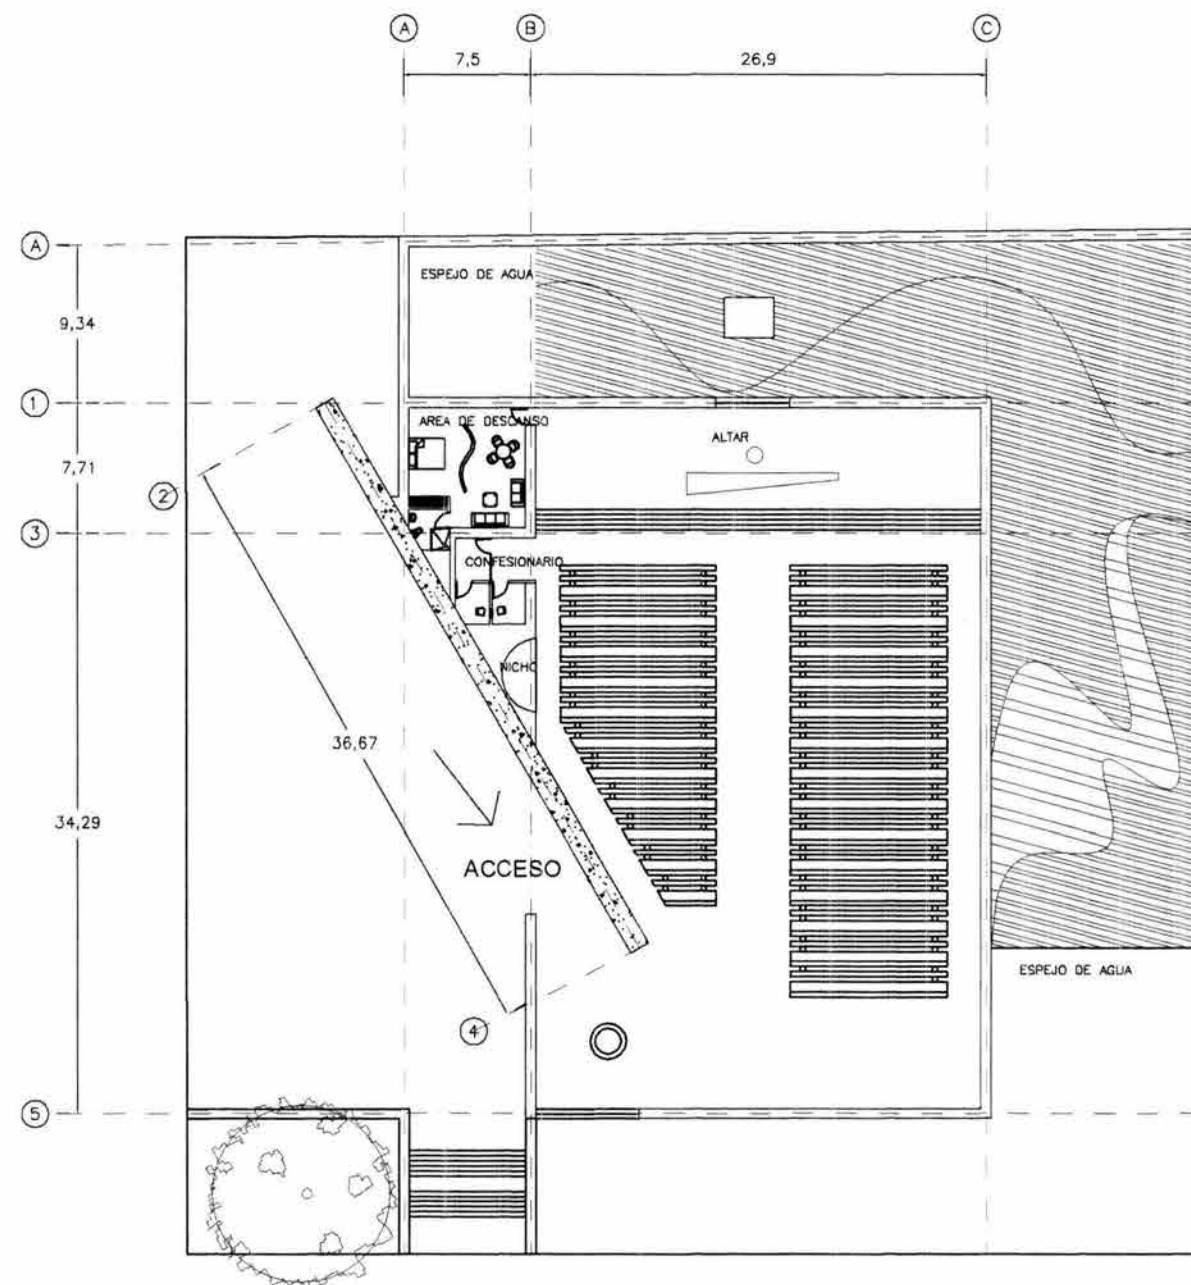 A
B
C
7,5
26,9
A
ESPEJO DE AGUA
9,34
1
AREA DE DESCANSO
ALTAR
7,71
2
3
CONFESIONARIO
NICHO
36,67
34,29
ACCESO
ESPEJO DE AGUA
4
5